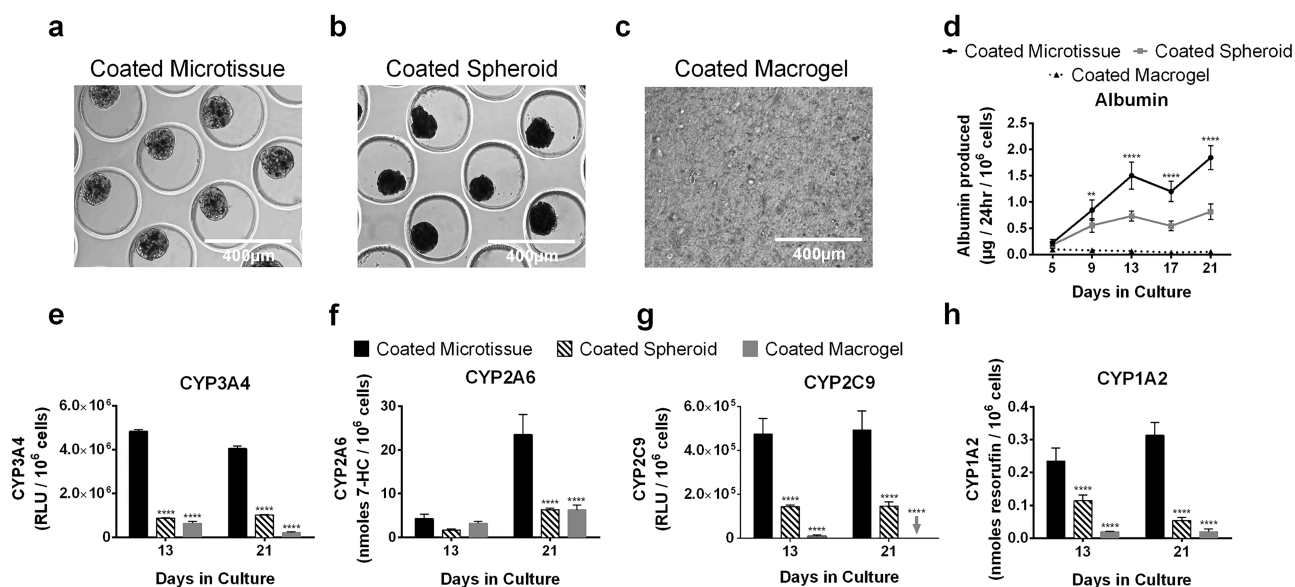 a
Coated Microtissue
400µm
b
Coated Spheroid
400µm
c
Coated Macrogel
400µm
d
Coated Microtissue
Coated Spheroid
Coated Macrogel
Albumin
Albumin produced
(µg / 24hr / 10⁶ cells)
2.5
2.0
1.5
1.0
0.5
0.0
**
****
****
****
5 9 13 17 21
Days in Culture
Coated Microtissue
Coated Spheroid
Coated Macrogel
e
CYP3A4
CYP3A4
(RLU / 10⁶ cells)
6.0×10⁶
4.0×10⁶
2.0×10⁶
0
**** **** **** ****
13 21
Days in Culture
f
CYP2A6
CYP2A6
(nmoles 7-HC / 10⁶ cells)
30
20
10
0
**** ****
13 21
Days in Culture
g
CYP2C9
CYP2C9
(RLU / 10⁶ cells)
6.0×10⁵
4.0×10⁵
2.0×10⁵
0
**** **** **** ****
13 21
Days in Culture
h
CYP1A2
CYP1A2
(nmoles resorufin / 10⁶ cells)
0.4
0.3
0.2
0.1
0.0
**** **** **** ****
13 21
Days in Culture